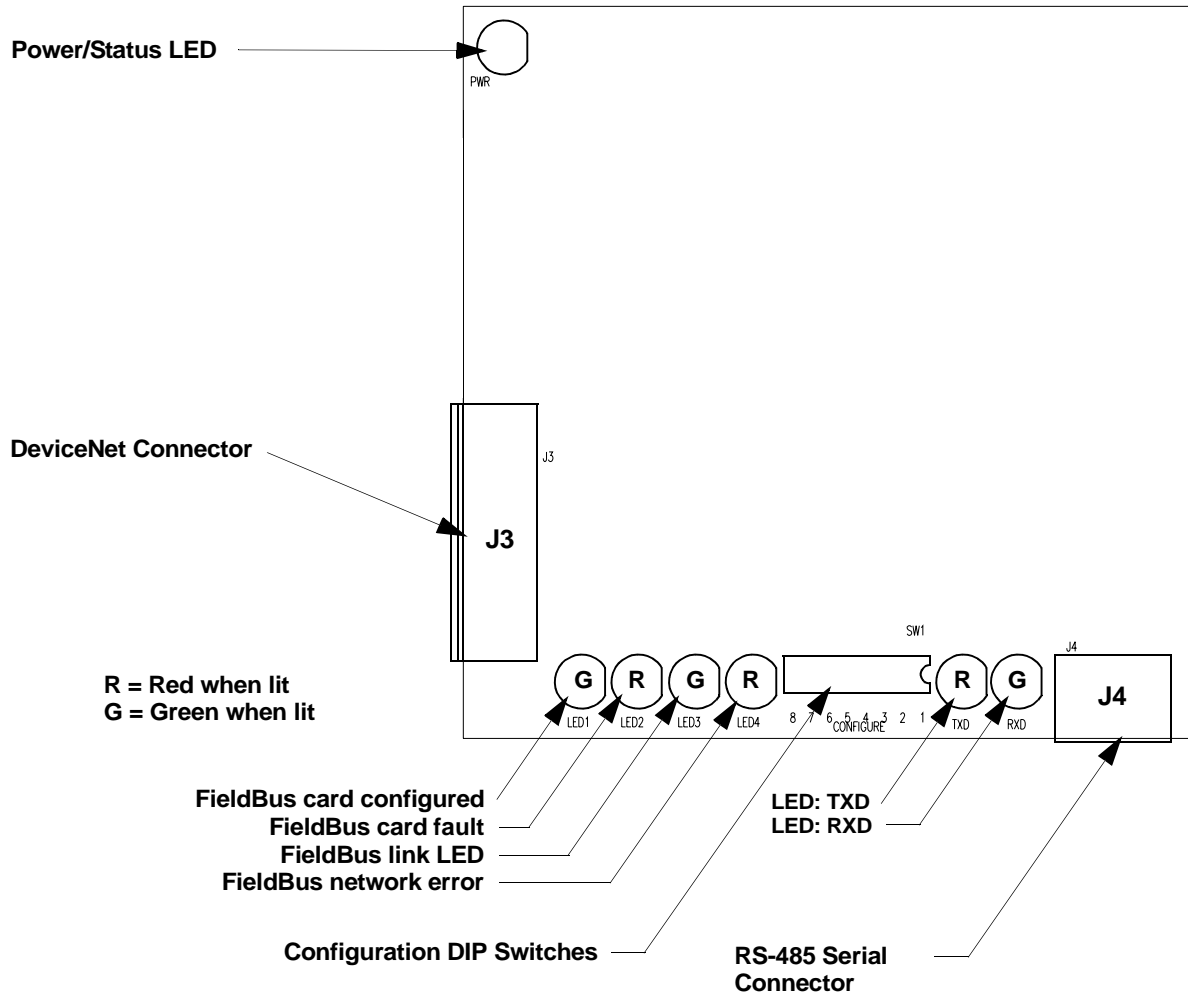 Power/Status LED
PWR
DeviceNet Connector
J3
J3
SW1
J4
R = Red when lit
G = Green when lit
G R G R R G J4
LED1 LED2 LED3 LED4 8 7 6 5 4 3 2 1 TXD RXD
CONFIGURE
FieldBus card configured
FieldBus card fault
FieldBus link LED
FieldBus network error
LED: TXD
LED: RXD
Configuration DIP Switches
RS-485 Serial
Connector